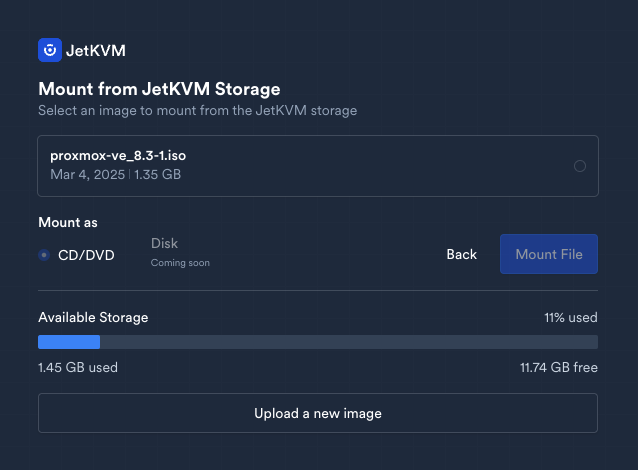 JetKVM
Mount from JetKVM Storage
Select an image to mount from the JetKVM storage
proxmox-ve_8.3-1.iso
Mar 4, 2025 | 1.35 GB
Mount as
CD/DVD
Disk
Coming soon
Back
Mount File
Available Storage
11% used
1.45 GB used
11.74 GB free
Upload a new image